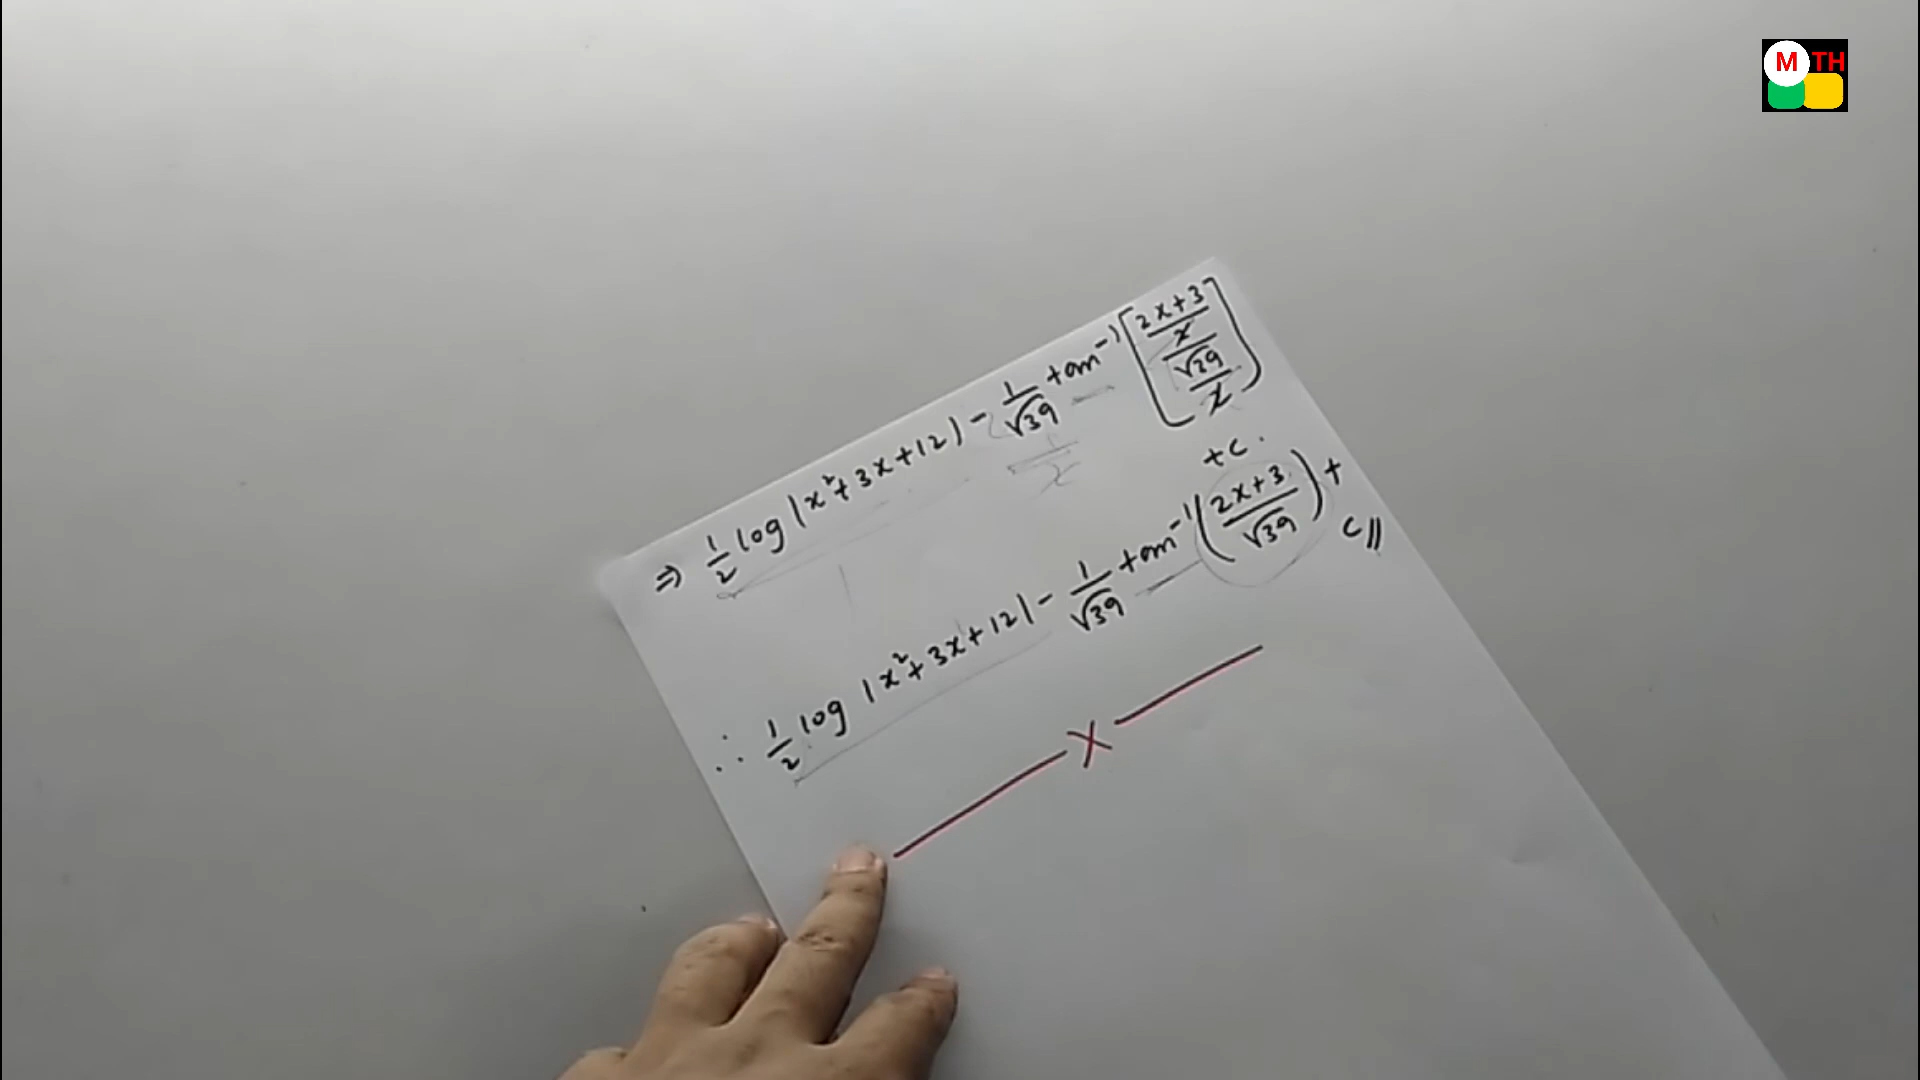 M TH
⇒ 1/2 log |x²+3x+12| - 1/√39 tan⁻¹ [(2x+3)/2 / √39/2]
+c.
∴ 1/2 log |x²+3x+12| - 1/√39 tan⁻¹ ((2x+3)/√39) +
c//
X